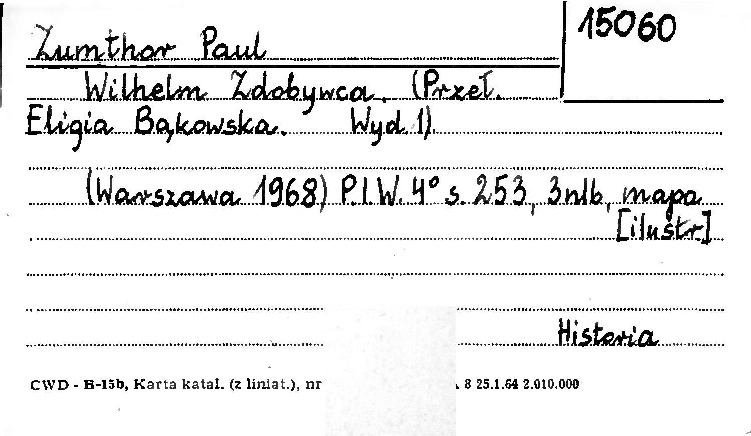 15060
Zumthor Paul
Wilhelm Zdobywca. (Przeł.
Eligia Bąkowska. Wyd. 1).
(Warszawa 1968) P.I.W. 4° s. 253, 3nlb, mapa
[ilustr.]
Historia
CWD - B-15b, Karta katal. (z liniat.), nr 8 25.1.64 2.010.000